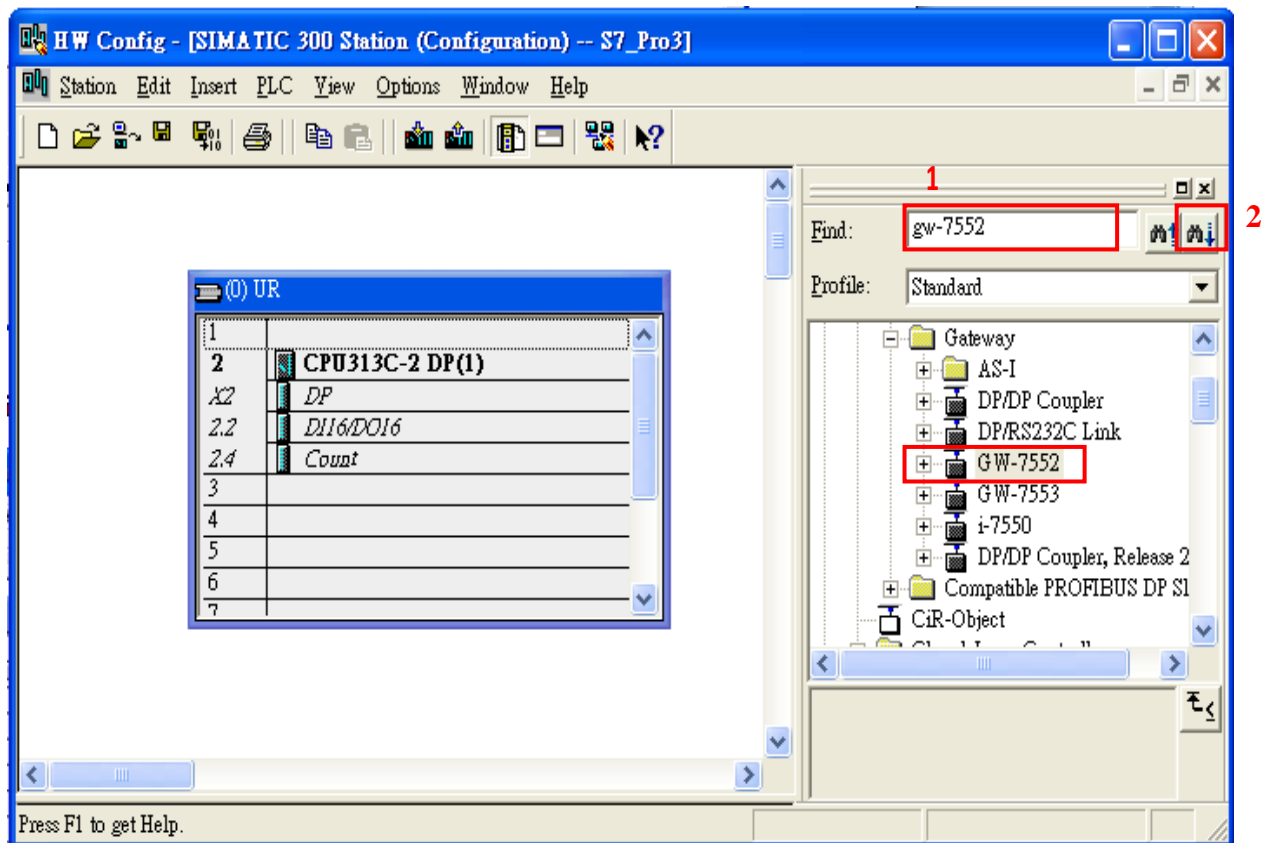 HW Config - [SIMATIC 300 Station (Configuration) -- S7_Pro3]
Station Edit Insert PLC View Options Window Help
1
Find: gw-7552
2
Profile: Standard
(0) UR
1
2 CPU313C-2 DP(1)
X2 DP
2.2 DI16/DO16
2.4 Count
3
4
5
6
7
Gateway
AS-I
DP/DP Coupler
DP/RS232C Link
GW-7552
GW-7553
i-7550
DP/DP Coupler, Release 2
Compatible PROFIBUS DP Sl
CiR-Object
Press F1 to get Help.